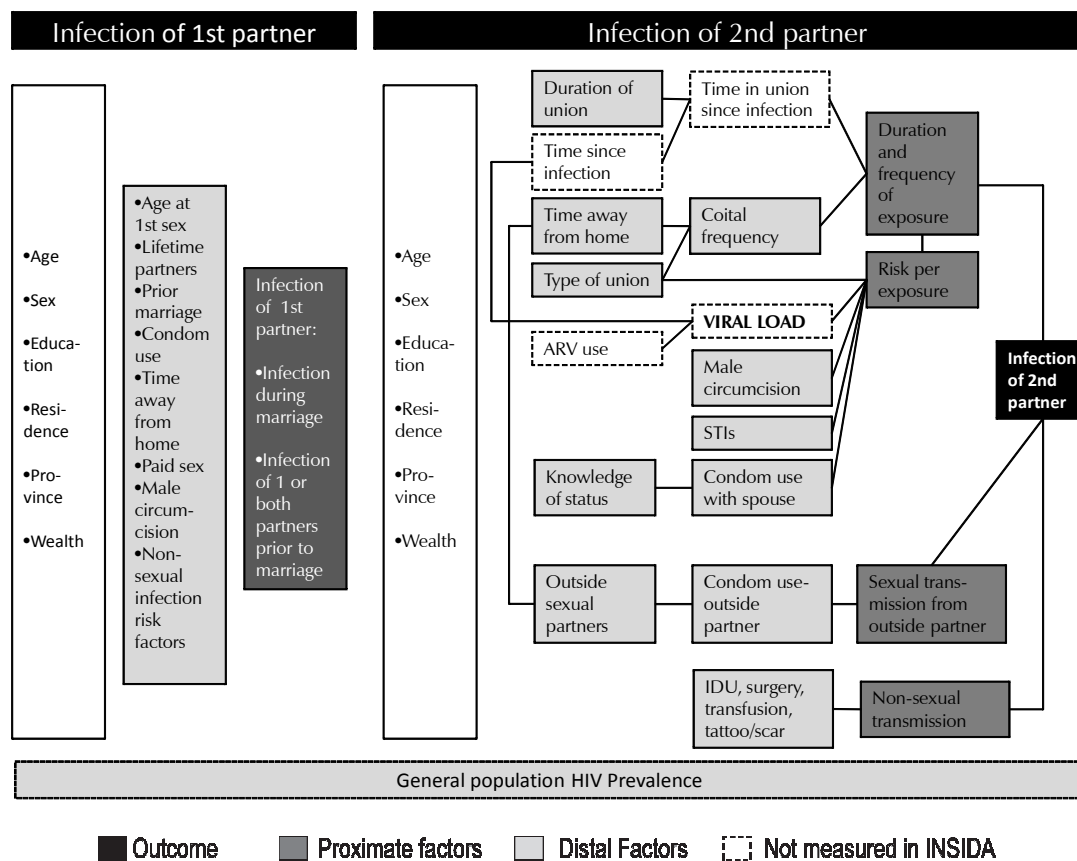 Infection of 1st partner
•Age
•Sex
•Educa-
tion
•Resi-
dence
•Pro-
vince
•Wealth
•Age at
1st sex
•Lifetime
partners
•Prior
marriage
•Condom
use
•Time
away
from
home
•Paid sex
•Male
circum-
cision
•Non-
sexual
infection
risk
factors
Infection
of 1st
partner:
•Infection
during
marriage
•Infection
of 1 or
both
partners
prior to
marriage
Infection of 2nd partner
•Age
•Sex
•Educa-
tion
•Resi-
dence
•Pro-
vince
•Wealth
Duration of
union
Time since
infection
Time away
from home
Type of union
ARV use
Knowledge
of status
Outside
sexual
partners
Time in union
since infection
Coital
frequency
VIRAL LOAD
Male
circumcision
STIs
Condom use
with spouse
Condom use-
outside
partner
IDU, surgery,
transfusion,
tattoo/scar
Duration
and
frequency
of
exposure
Risk per
exposure
Sexual trans-
mission from
outside partner
Non-sexual
transmission
Infection
of 2nd
partner
General population HIV Prevalence
Outcome
Proximate factors
Distal Factors
Not measured in INSIDA